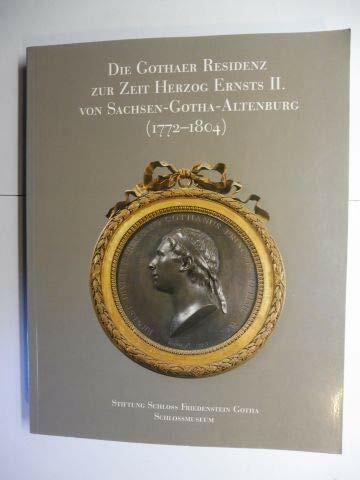 Die Gothaer Residenz
zur Zeit Herzog Ernsts II.
von Sachsen-Gotha-Altenburg
(1772–1804)
GOTHANUS
Stiftung Schloss Friedenstein Gotha
Schlossmuseum